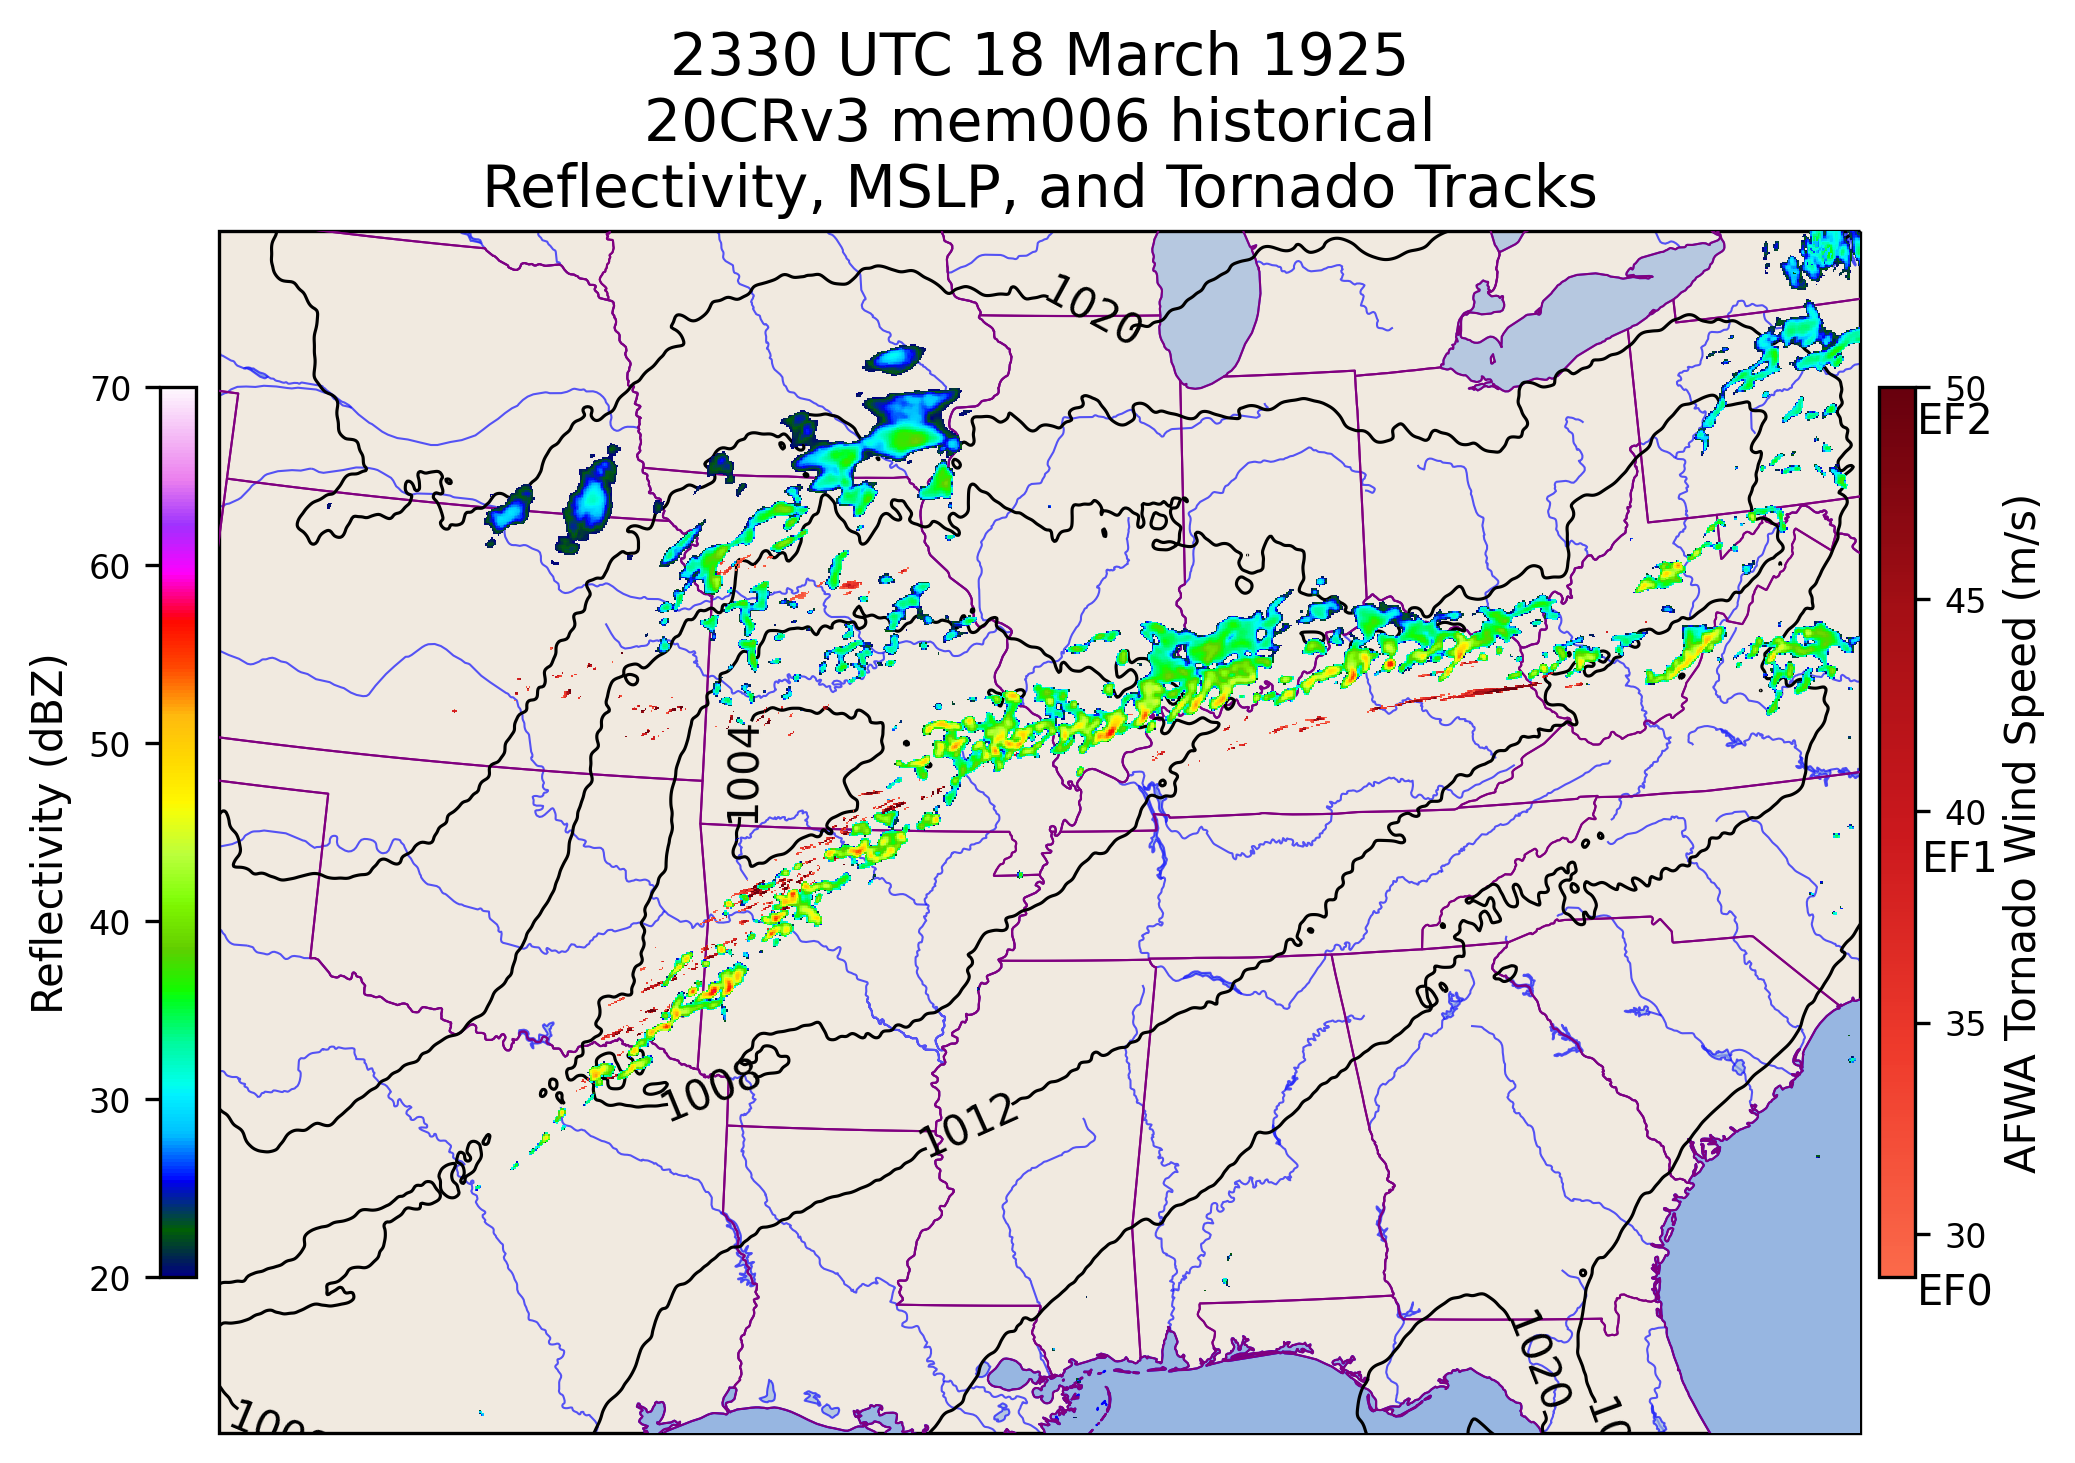 2330 UTC 18 March 1925
20CRv3 mem006 historical
Reflectivity, MSLP, and Tornado Tracks
1020
70
60
50
40
30
20
Reflectivity (dBZ)
1004
1008
1012
1020
50
EF2
45
40
EF1
35
30
EF0
AFWA Tornado Wind Speed (m/s)